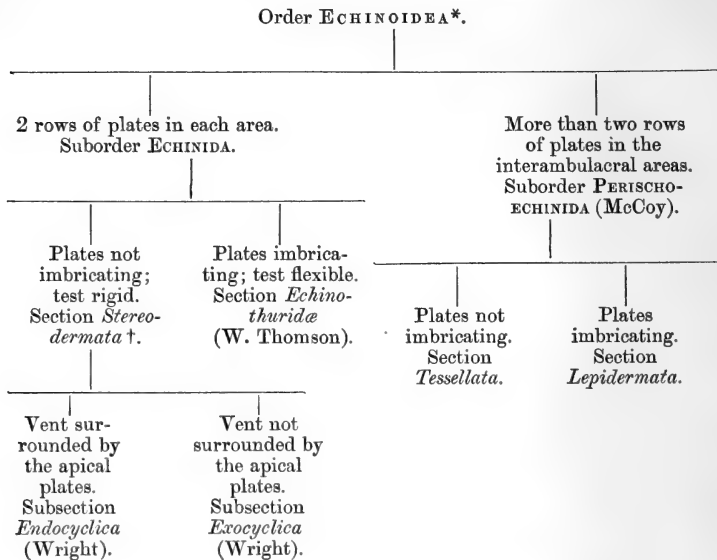 Order ECHINOIDEA*.
2 rows of plates in each area.
Suborder ECHINIDA.
More than two rows
of plates in the
interambulacral areas.
Suborder PERISCHO-
ECHINIDA (McCoy).
Plates not
imbricating;
test rigid.
Section Stereo-
dermata †.
Plates imbrica-
ting; test flexible.
Section Echino-
thuridæ
(W. Thomson).
Plates not
imbricating.
Section
Tessellata.
Plates
imbricating.
Section
Lepidermata.
Vent sur-
rounded by
the apical
plates.
Subsection
Endocyclica
(Wright).
Vent not
surrounded by
the apical
plates.
Subsection
Exocyclica
(Wright).